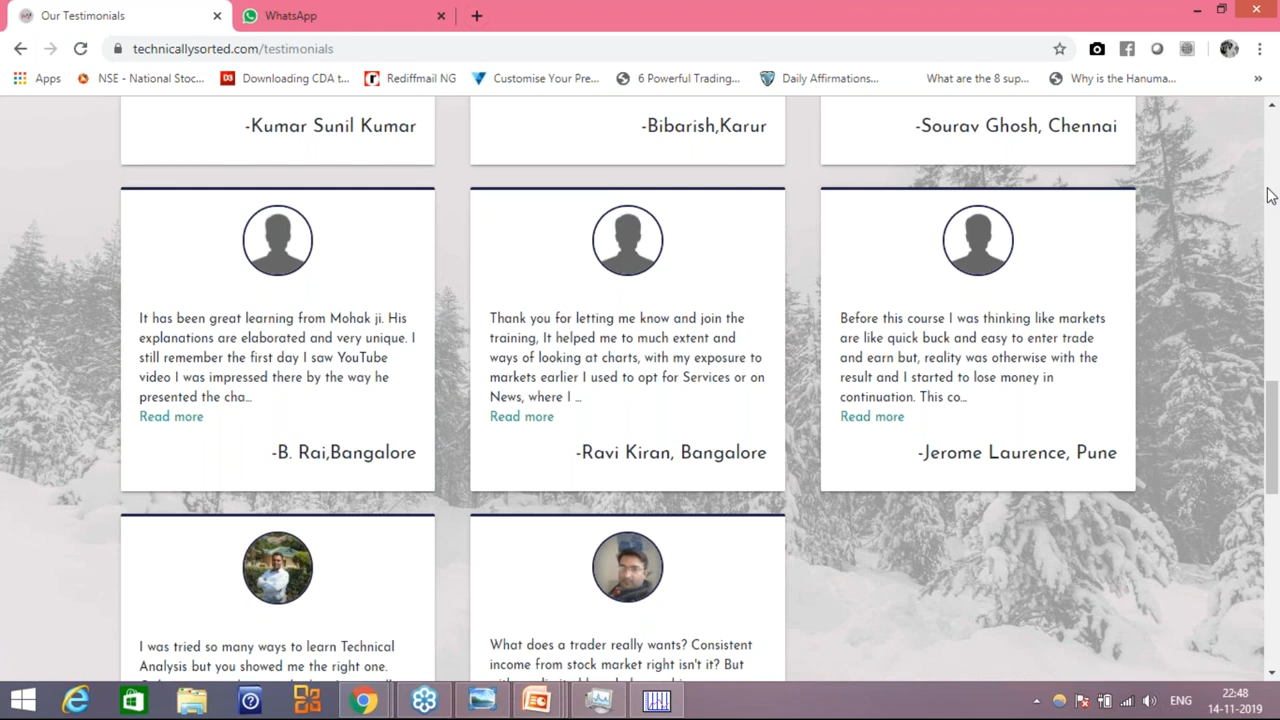 Our Testimonials
WhatsApp
technicallysorted.com/testimonials
Apps
NSE - National Stoc...
Downloading CDA t...
Rediffmail NG
Customise Your Pre...
6 Powerful Trading...
Daily Affirmations...
What are the 8 sup...
Why is the Hanuma...
-Kumar Sunil Kumar
-Bibarish,Karur
-Sourav Ghosh, Chennai
It has been great learning from Mohak ji. His
explanations are elaborated and very unique. I
still remember the first day I saw YouTube
video I was impressed there by the way he
presented the cha...
Read more
-B. Rai,Bangalore
Thank you for letting me know and join the
training, It helped me to much extent and
ways of looking at charts, with my exposure to
markets earlier I used to opt for Services or on
News, where I ...
Read more
-Ravi Kiran, Bangalore
Before this course I was thinking like markets
are like quick buck and easy to enter trade
and earn but, reality was otherwise with the
result and I started to lose money in
continuation. This co...
Read more
-Jerome Laurence, Pune
I was tried so many ways to learn Technical
Analysis but you showed me the right one.
What does a trader really wants? Consistent
income from stock market right isn't it? But
ENG
22:48
14-11-2019